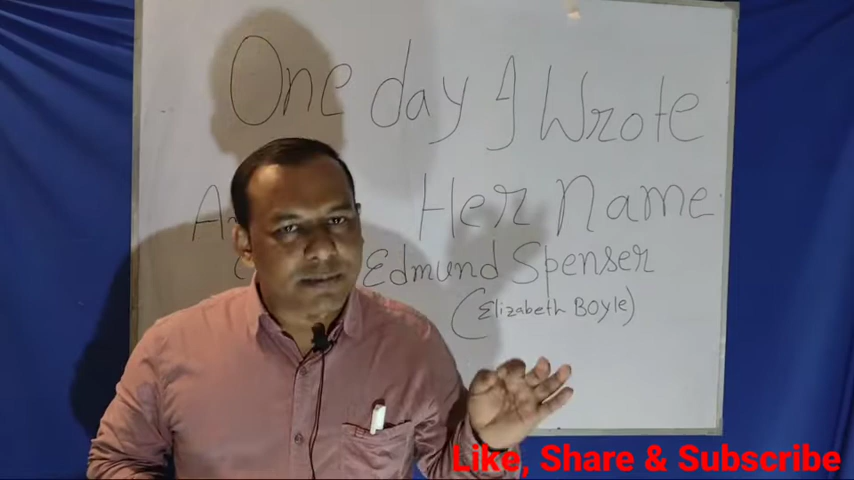 One day I Wrote
Her name
Edmund Spenser
(Elizabeth Boyle)
Like, Share & Subscribe